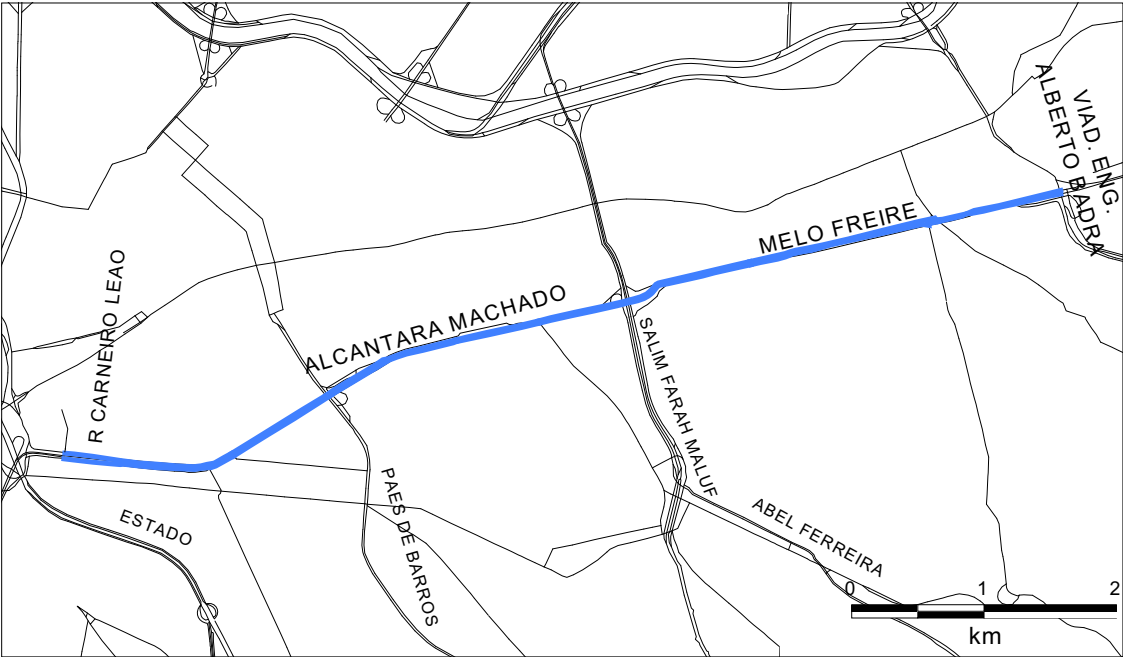 VIAD. ENG.
ALBERTO BADRA
MELO FREIRE
R CARNEIRO LEAO
ALCANTARA MACHADO
SALIM FARAH MALUF
PAES DE BARROS
ESTADO
ABEL FERREIRA
0 1 2
km